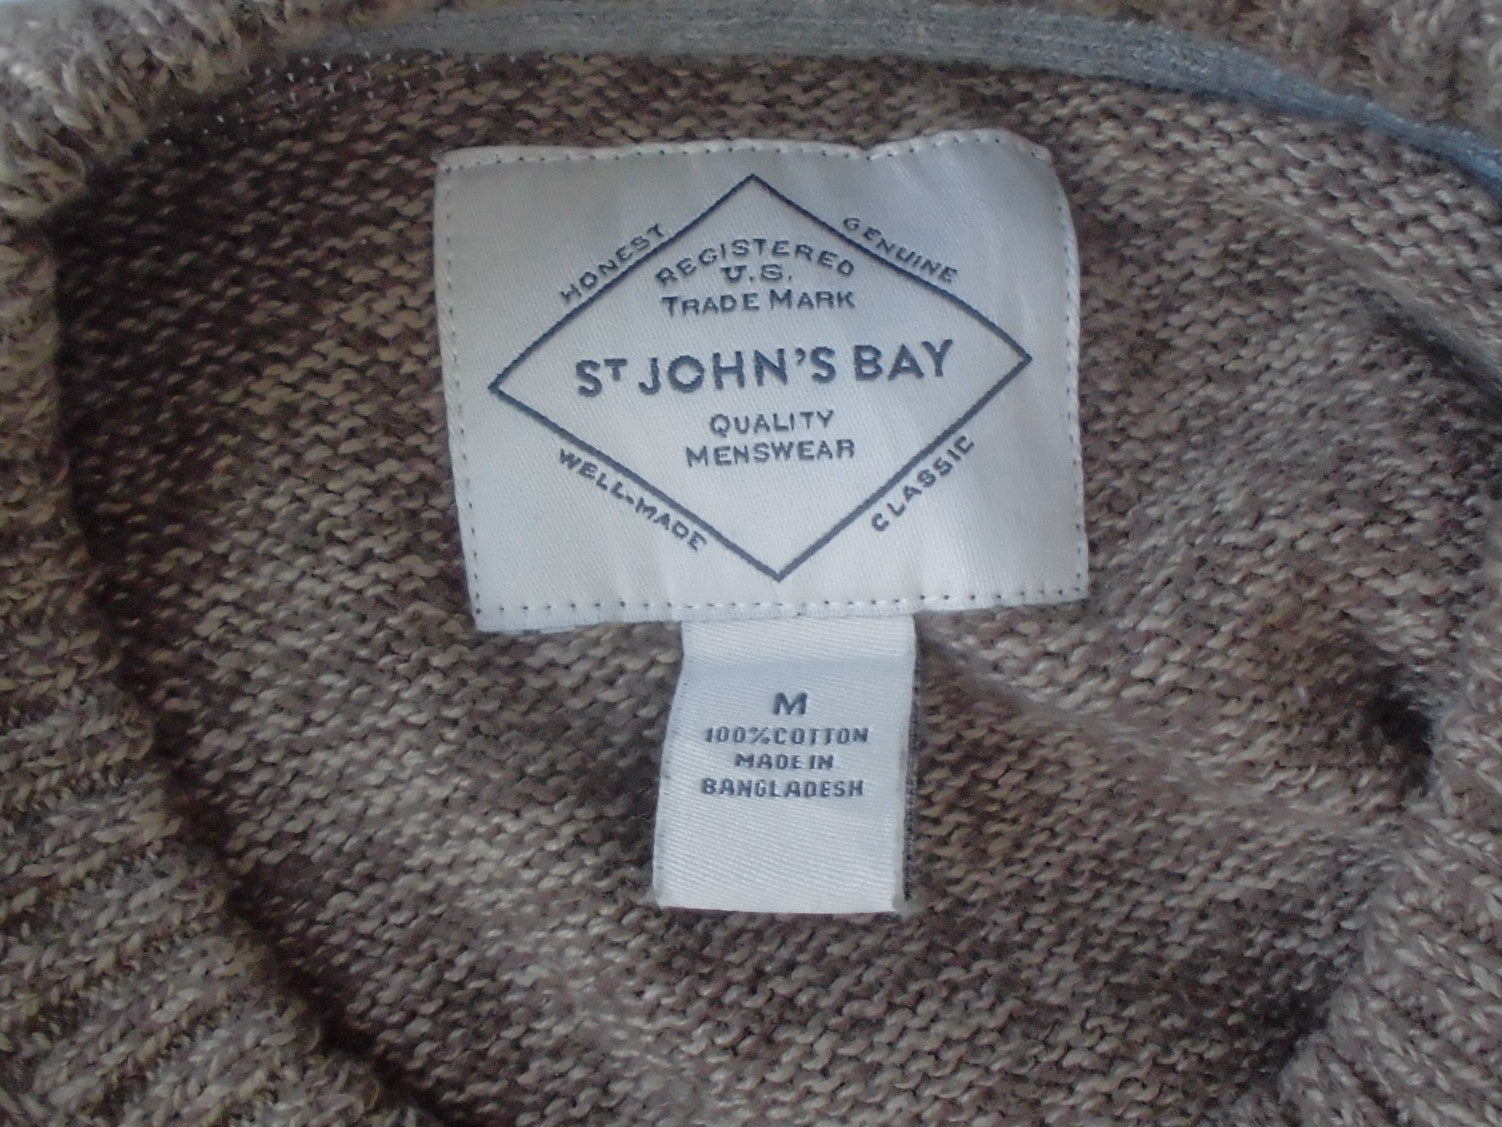 HONEST
GENUINE
REGISTERED
U.S.
TRADE MARK
ST JOHN'S BAY
QUALITY
MENSWEAR
WELL-MADE
CLASSIC
M
100% COTTON
MADE IN
BANGLADESH